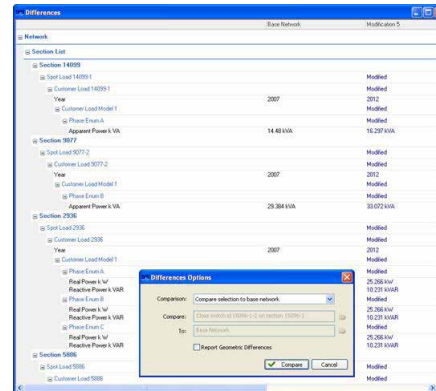 Differences
Base Network Modification 5
Network
Section List
Section 14099
Spot Load 14099-1 Modified
Customer Load 14099-1 Modified
Year 2007 2012
Customer Load Model 1 Modified
Phase Enum A Modified
Apparent Power k VA 14.48 kVA 16.297 kVA
Section 9077
Spot Load 9077-2 Modified
Customer Load 9077-2 Modified
Year 2007 2012
Customer Load Model 1 Modified
Phase Enum B Modified
Apparent Power k VA 29.384 kVA 33.072 kVA
Section 2936
Spot Load 2936 Modified
Customer Load 2936 Modified
Year 2007 2012
Customer Load Model 1 Modified
Phase Enum A Modified
Real Power k W 25.266 kW
Reactive Power k VAR 10.231 kVAR
Phase Enum B Modified
Real Power k W 25.266 kW
Reactive Power k VAR 10.231 kVAR
Phase Enum C Modified
Real Power k W 25.266 kW
Reactive Power k VAR 10.231 kVAR
Section 5886
Spot Load 5886 Modified
Customer Load 5886 Modified
Differences Options
Comparison: Compare selection to base network
Compare: on section
To: Base Network
Report Geometric Differences
Compare Cancel